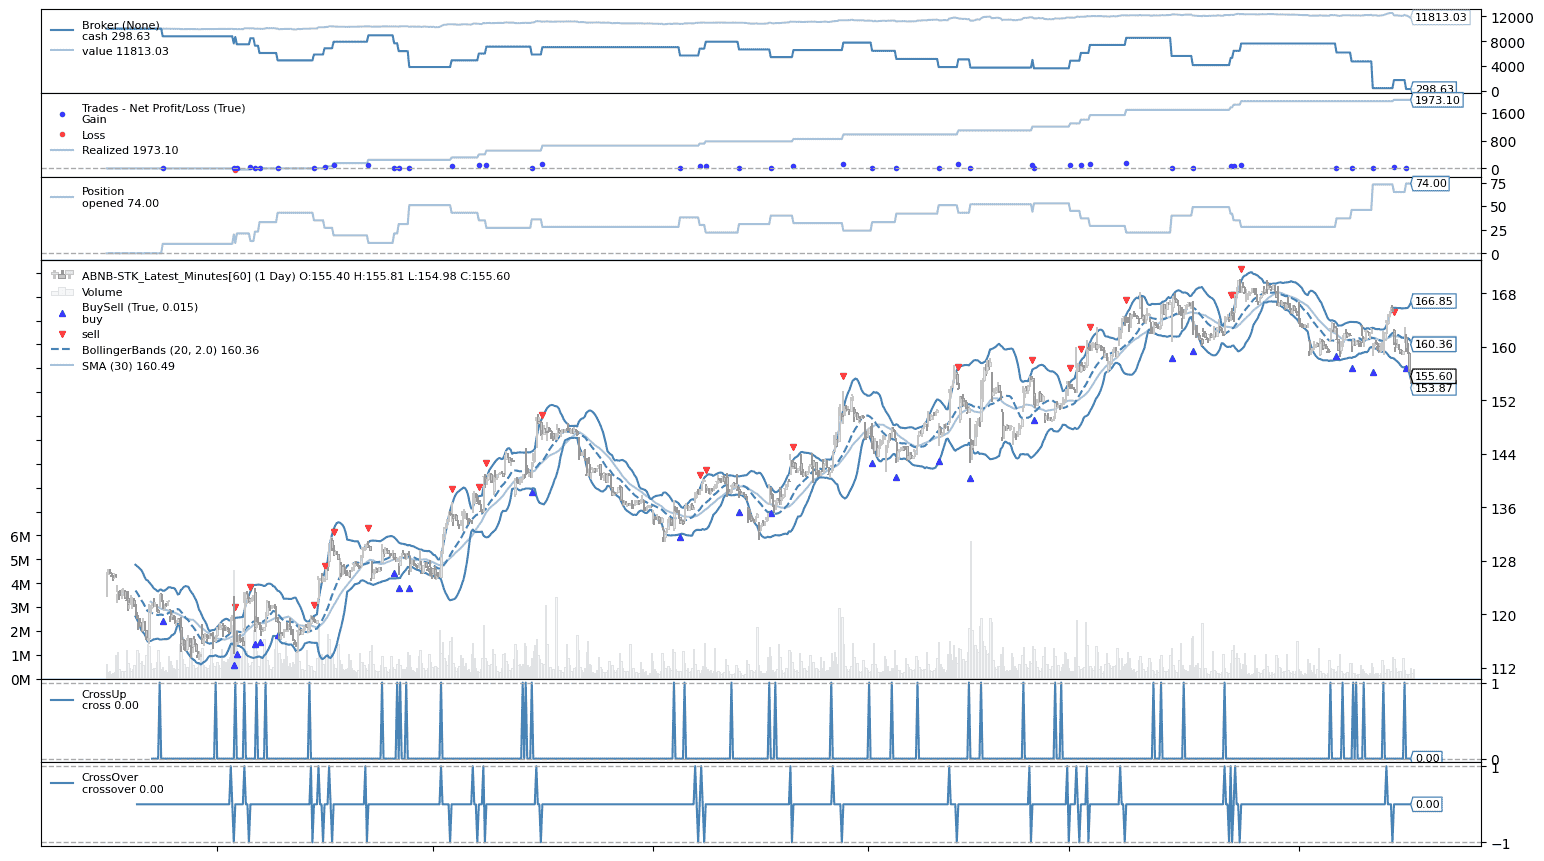 Broker (None)
cash 298.63
value 11813.03
11813.03
12000
8000
4000
0
298.63
Trades - Net Profit/Loss (True)
Gain
Loss
Realized 1973.10
1973.10
1600
800
0
Position
opened 74.00
74.00
75
50
25
0
ABNB-STK_Latest_Minutes[60] (1 Day) O:155.40 H:155.81 L:154.98 C:155.60
Volume
BuySell (True, 0.015)
buy
sell
BollingerBands (20, 2.0) 160.36
SMA (30) 160.49
168
166.85
160
160.36
155.60
153.87
152
144
136
128
120
112
6M
5M
4M
3M
2M
1M
0M
CrossUp
cross 0.00
1
0
0.00
CrossOver
crossover 0.00
1
0.00
−1